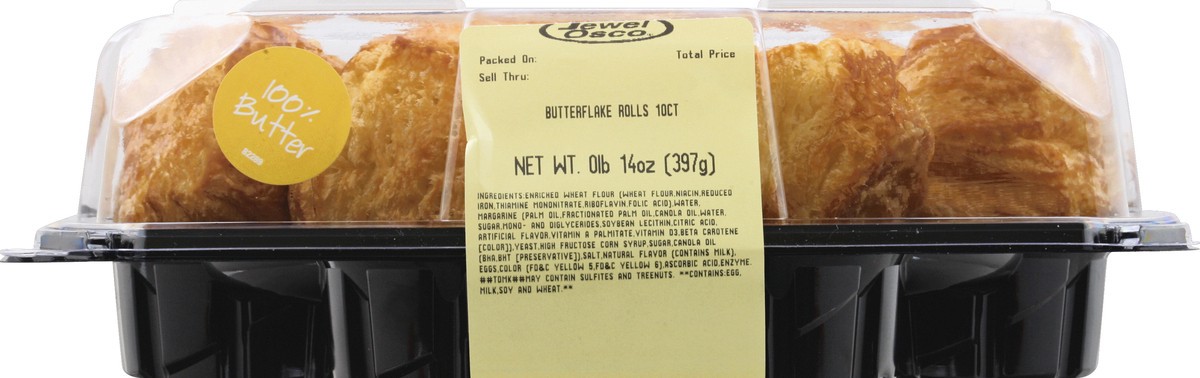 100%
Butter
Jewel
Osco
Packed On:
Total Price
Sell Thru:
BUTTERFLAKE ROLLS 10CT
NET WT. 0lb 14oz (397g)
INGREDIENTS:ENRICHED WHEAT FLOUR (WHEAT FLOUR,NIACIN,REDUCED
IRON,THIAMINE MONONITRATE,RIBOFLAVIN,FOLIC ACID),WATER,
MARGARINE (PALM OIL,FRACTIONATED PALM OIL,CANOLA OIL,WATER,
SUGAR,MONO- AND DIGLYCERIDES,SOYBEAN LECITHIN,CITRIC ACID,
ARTIFICIAL FLAVOR,VITAMIN A PALMITATE,VITAMIN D3,BETA CAROTENE
[COLOR]),YEAST,HIGH FRUCTOSE CORN SYRUP,SUGAR,CANOLA OIL
(BHA,BHT [PRESERVATIVE]),SALT,NATURAL FLAVOR (CONTAINS MILK),
EGGS,COLOR (FD&C YELLOW 5,FD&C YELLOW 6),ASCORBIC ACID,ENZYME.
##TOMK##MAY CONTAIN SULFITES AND TREENUTS. **CONTAINS:EGG,
MILK,SOY AND WHEAT.**